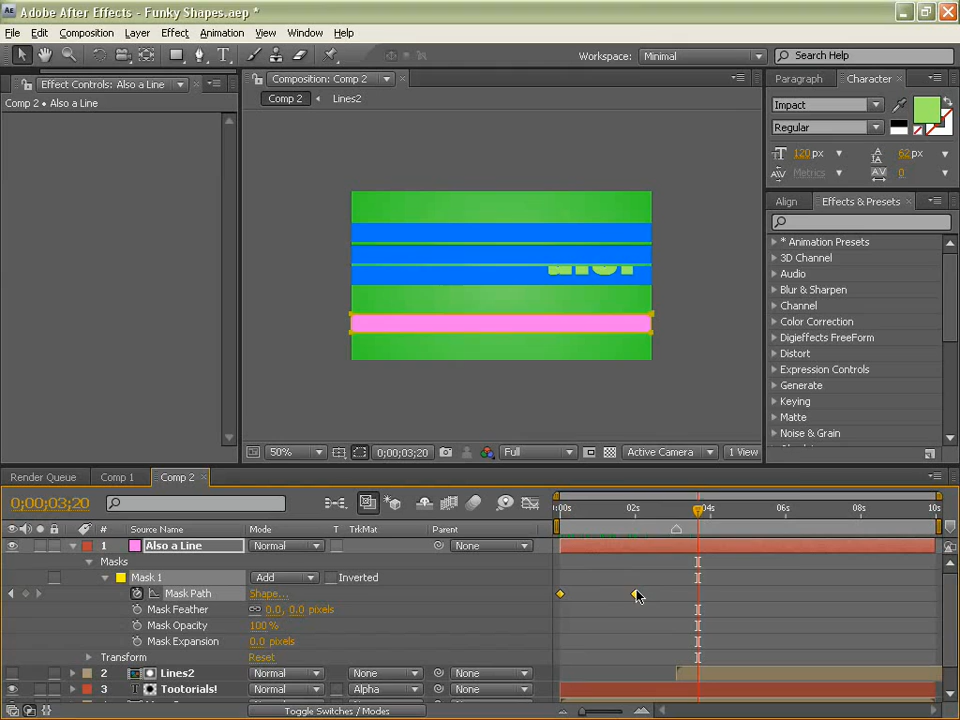 Adobe After Effects - Funky Shapes.aep *
File Edit Composition Layer Effect Animation View Window Help
Workspace: Minimal Search Help
Effect Controls: Also a Line
Composition: Comp 2
Paragraph Character
Comp 2 • Also a Line
Comp 2 Lines2
Impact
Regular
120 px 62 px
Metrics 0
Align Effects & Presets
* Animation Presets
3D Channel
Audio
Blur & Sharpen
Channel
Color Correction
Digieffects FreeForm
Distort
Expression Controls
Generate
Keying
Matte
Noise & Grain
50% 0;00;03;20 Full Active Camera 1 View
Render Queue Comp 1 Comp 2
0;00;03;20
:00s 02s 04s 06s 08s 10s
# Source Name Mode T TrkMat Parent
1 Also a Line Normal None
Masks
Mask 1 Add Inverted
Mask Path Shape...
Mask Feather 0.0, 0.0 pixels
Mask Opacity 100 %
Mask Expansion 0.0 pixels
Transform Reset
2 Lines2 Normal None None
3 T Tootorials! Normal Alpha None
Toggle Switches / Modes